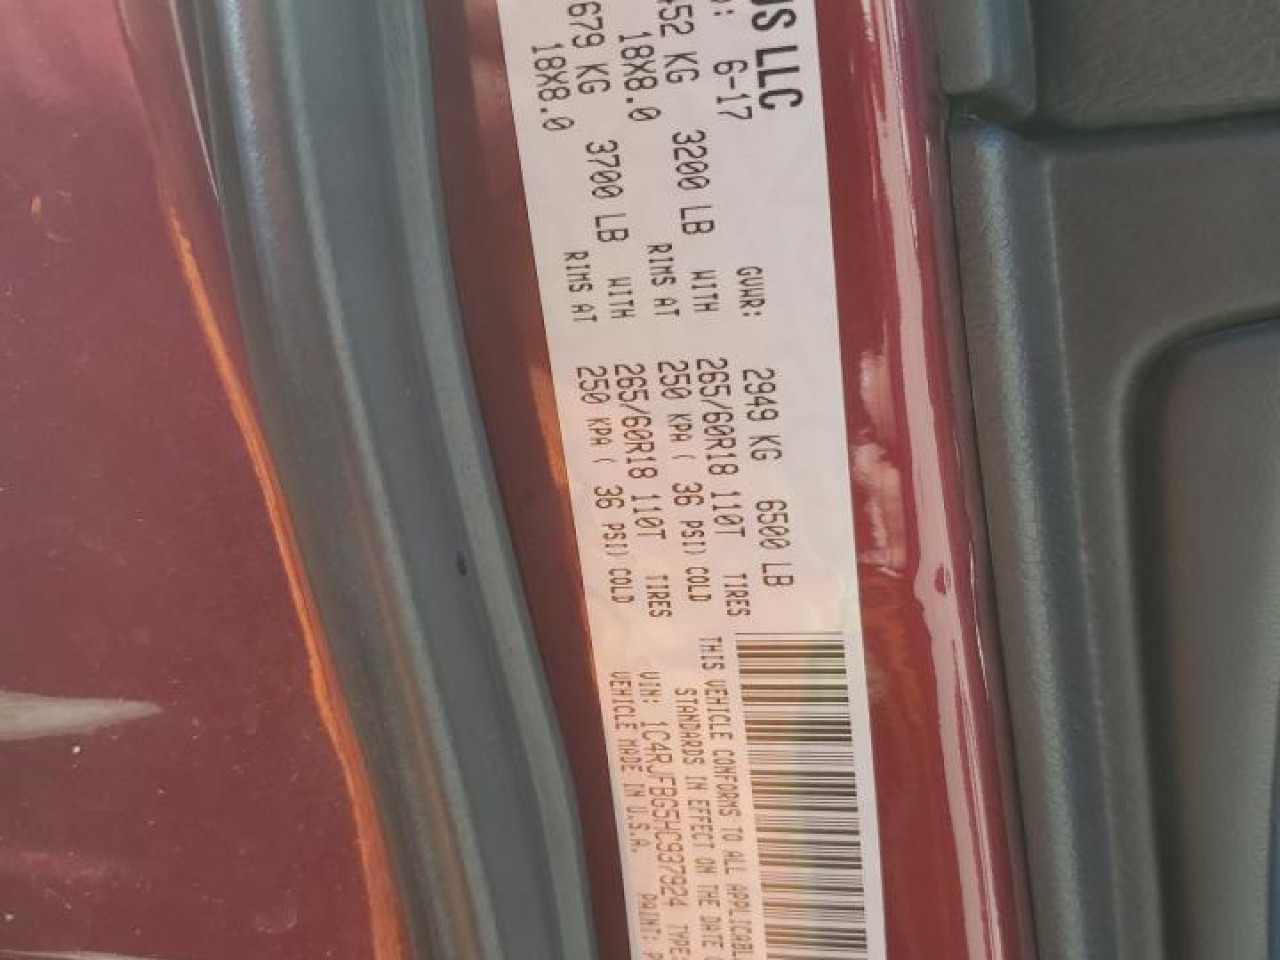 US LLC
: 6-17 GVWR: 2949 KG 6500 LB
52 KG 3200 LB WITH 265/60R18 110T TIRES
18X8.0 RIMS AT 250 KPA ( 36 PSI) COLD
679 KG 3700 LB WITH 265/60R18 110T TIRES
18X8.0 RIMS AT 250 KPA ( 36 PSI) COLD
THIS VEHICLE CONFORMS TO ALL APPLICABL
STANDARDS IN EFFECT ON THE DATE
VIN: 1C4RJFBG5HC937924 TYPE:
VEHICLE MADE IN U.S.A. PAINT: P